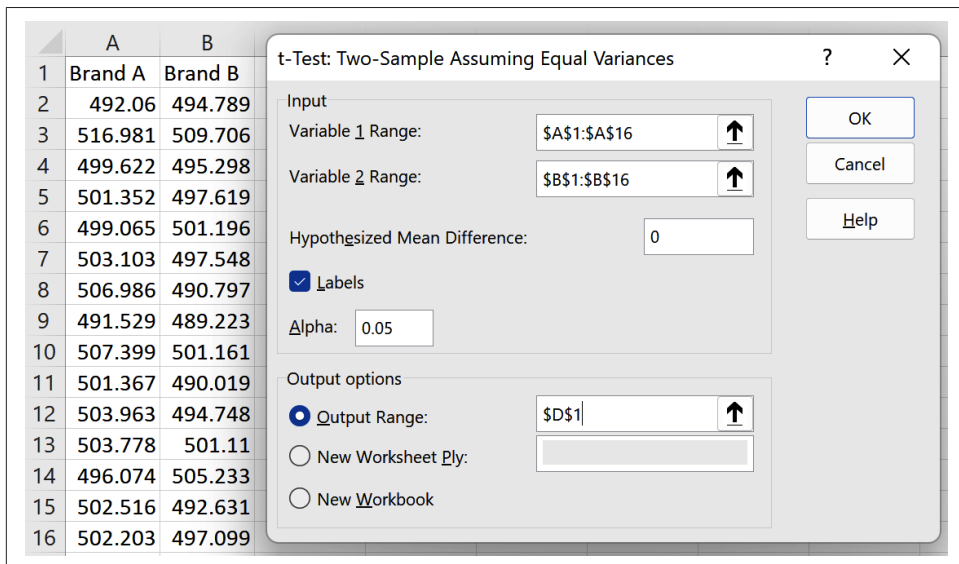 A B
1 Brand A Brand B
2 492.06 494.789
3 516.981 509.706
4 499.622 495.298
5 501.352 497.619
6 499.065 501.196
7 503.103 497.548
8 506.986 490.797
9 491.529 489.223
10 507.399 501.161
11 501.367 490.019
12 503.963 494.748
13 503.778 501.11
14 496.074 505.233
15 502.516 492.631
16 502.203 497.099
t-Test: Two-Sample Assuming Equal Variances ?
Input
Variable 1 Range: $A$1:$A$16
Variable 2 Range: $B$1:$B$16
Hypothesized Mean Difference: 0
Labels
Alpha: 0.05
Output options
Output Range: $D$1
New Worksheet Ply:
New Workbook
OK
Cancel
Help